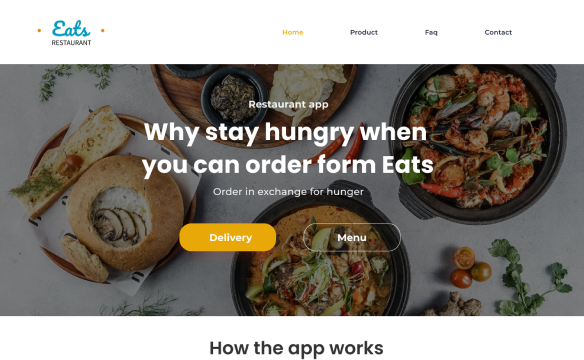 Eats
RESTAURANT
Home Product Faq Contact
Restaurant app
Why stay hungry when
you can order form Eats
Order in exchange for hunger
Delivery Menu
How the app works